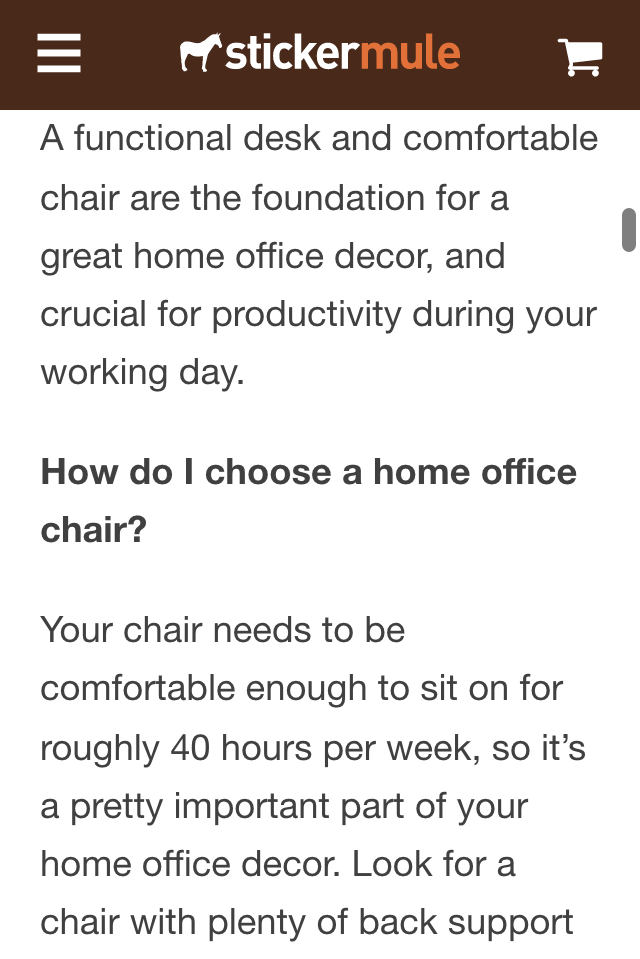 stickermule
A functional desk and comfortable
chair are the foundation for a
great home office decor, and
crucial for productivity during your
working day.
How do I choose a home office
chair?
Your chair needs to be
comfortable enough to sit on for
roughly 40 hours per week, so it’s
a pretty important part of your
home office decor. Look for a
chair with plenty of back support